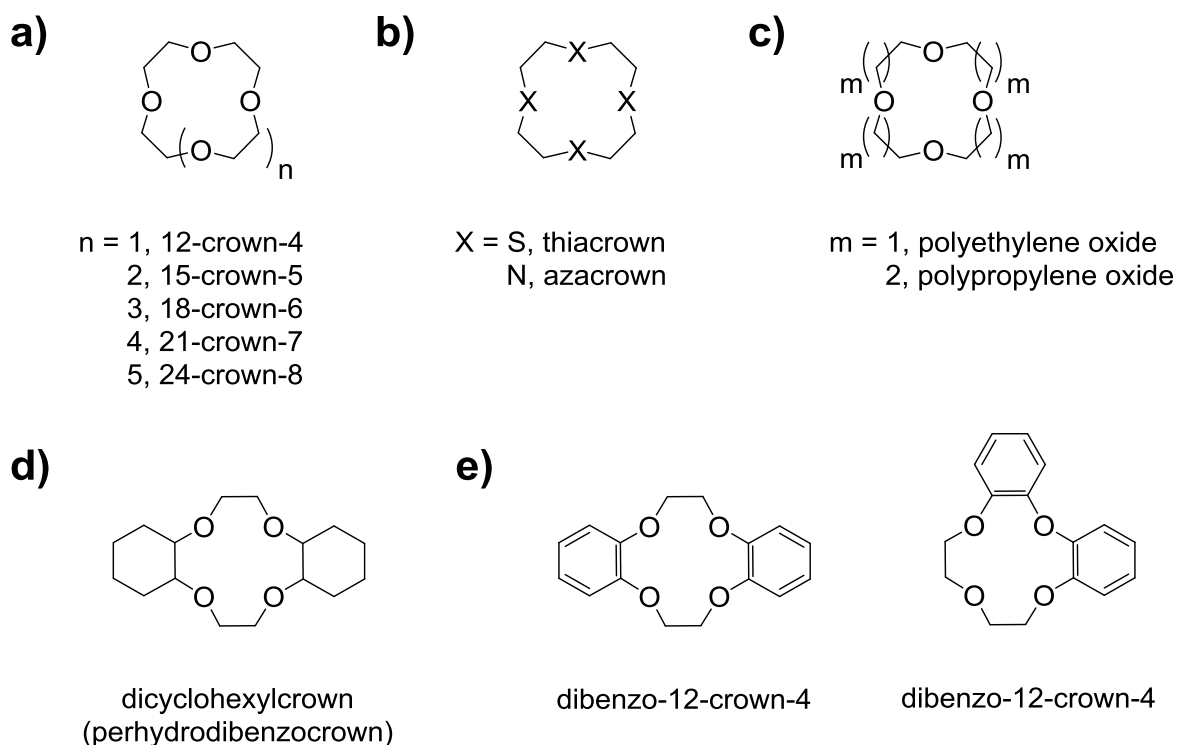 a)
O
O
O
O
n
n = 1, 12-crown-4
2, 15-crown-5
3, 18-crown-6
4, 21-crown-7
5, 24-crown-8
b)
X
X
X
X
X = S, thiacrown
N, azacrown
c)
O
m
m
O
O
m
m
O
m = 1, polyethylene oxide
2, polypropylene oxide
d)
O
O
O
O
dicyclohexylcrown
(perhydrodibenzocrown)
e)
O
O
O
O
dibenzo-12-crown-4
O
O
O
O
dibenzo-12-crown-4